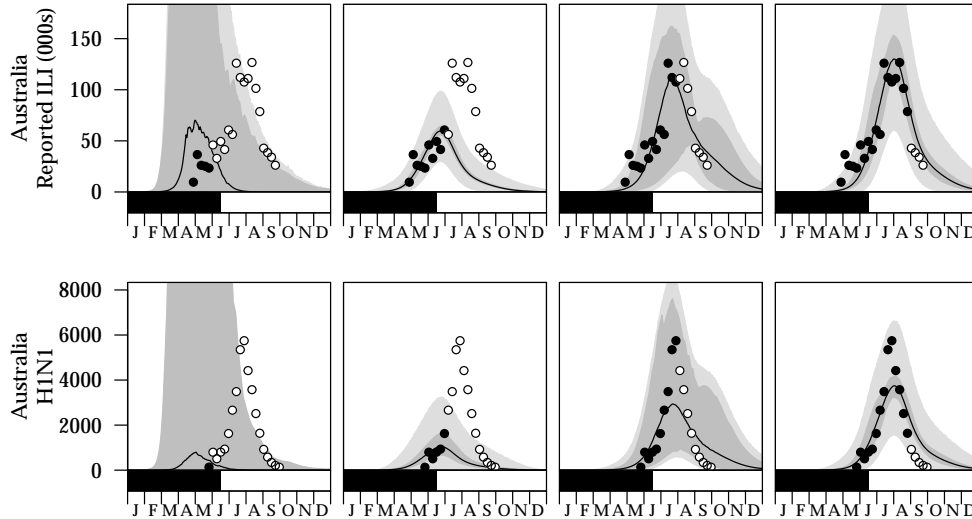 Australia
Reported ILI (000s)
150
100
50
0
J F M A M J J A S O N D
J F M A M J J A S O N D
J F M A M J J A S O N D
J F M A M J J A S O N D
Australia
H1N1
8000
6000
4000
2000
0
J F M A M J J A S O N D
J F M A M J J A S O N D
J F M A M J J A S O N D
J F M A M J J A S O N D